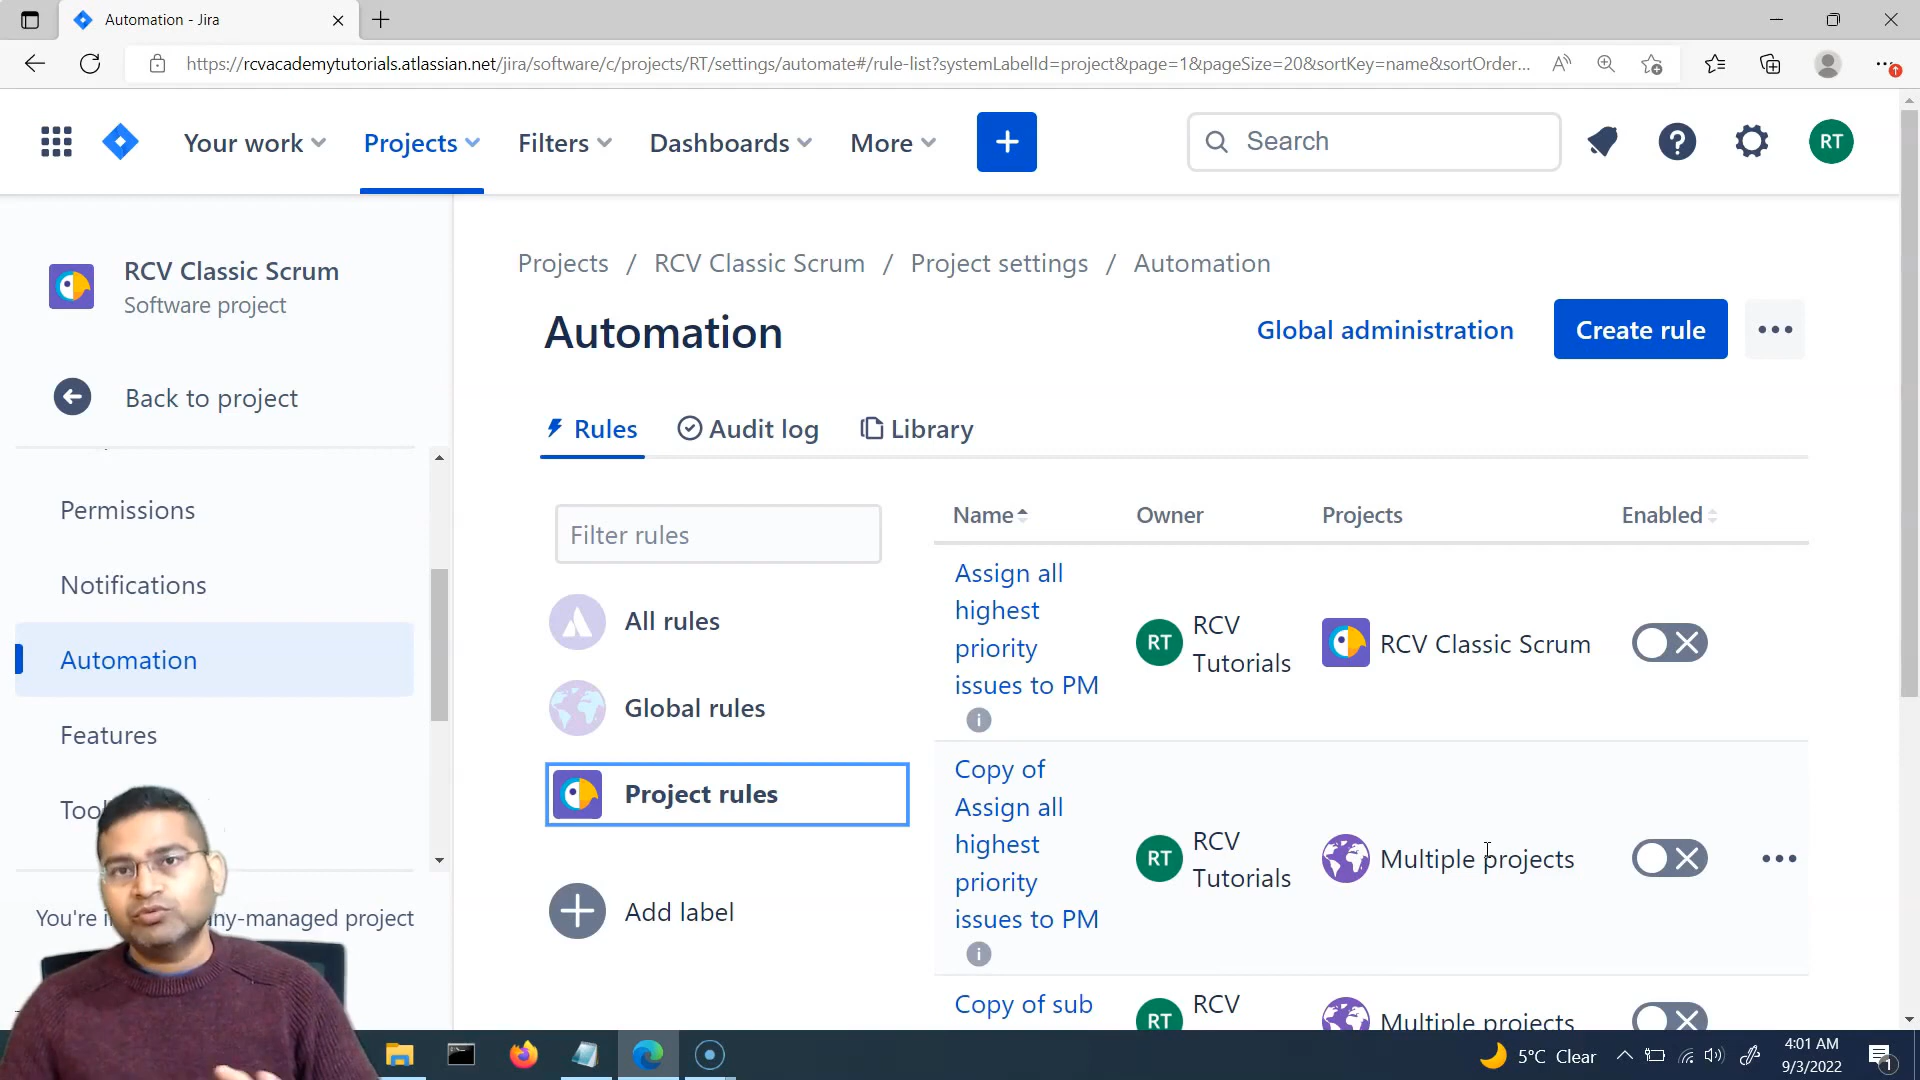 Automation - Jira
https://rcvacademytutorials.atlassian.net/jira/software/c/projects/RT/settings/automate#/rule-list?systemLabelId=project&page=1&pageSize=20&sortKey=name&sortOrder...
Your work
Projects
Filters
Dashboards
More
Search
RT
RCV Classic Scrum
Software project
Back to project
Permissions
Notifications
Automation
Features
You're
ny-managed project
Projects / RCV Classic Scrum / Project settings / Automation
Automation
Global administration
Create rule
Rules
Audit log
Library
Filter rules
All rules
Global rules
Project rules
Add label
Name
Owner
Projects
Enabled
Assign all
highest
priority
issues to PM
RT
RCV
Tutorials
RCV Classic Scrum
Copy of
Assign all
highest
priority
issues to PM
RT
RCV
Tutorials
Multiple projects
Copy of sub
RT
RCV
Multiple projects
5°C Clear
4:01 AM
9/3/2022
1